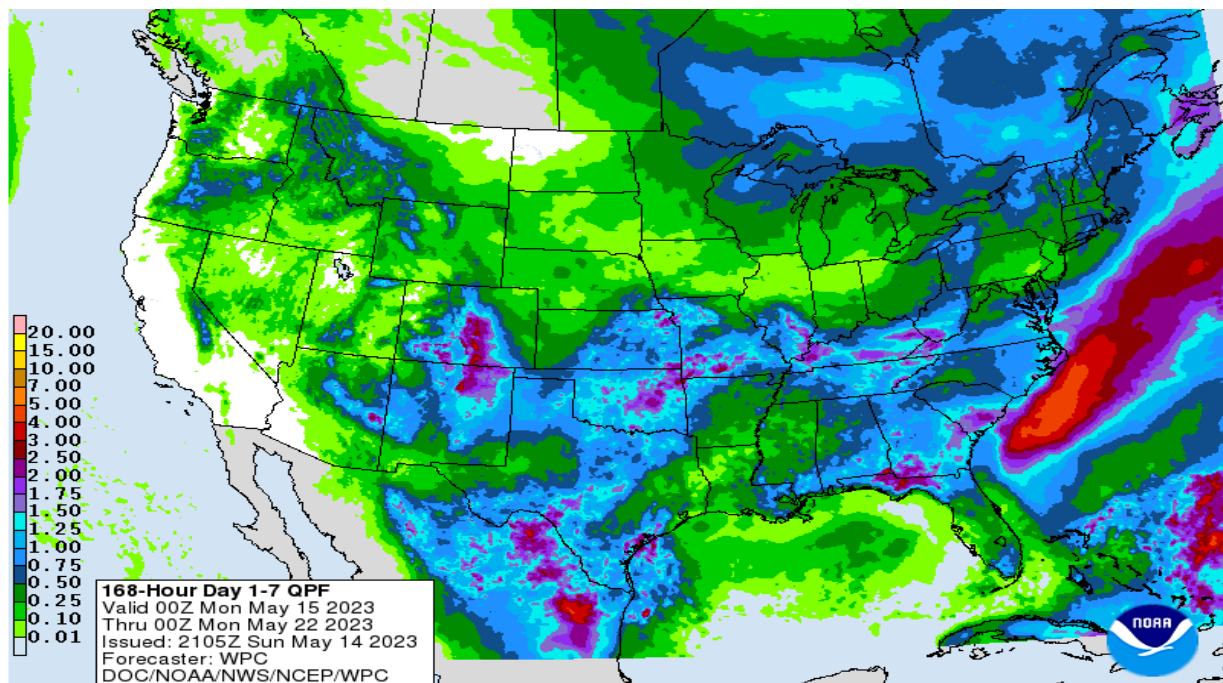 20.00
15.00
10.00
7.00
5.00
4.00
3.00
2.50
2.00
1.75
1.50
1.25
1.00
0.75
0.50
0.25
0.10
0.01
168-Hour Day 1-7 QPF
Valid 00Z Mon May 15 2023
Thru 00Z Mon May 22 2023
Issued: 2105Z Sun May 14 2023
Forecaster: WPC
DOC/NOAA/NWS/NCEP/WPC
NOAA